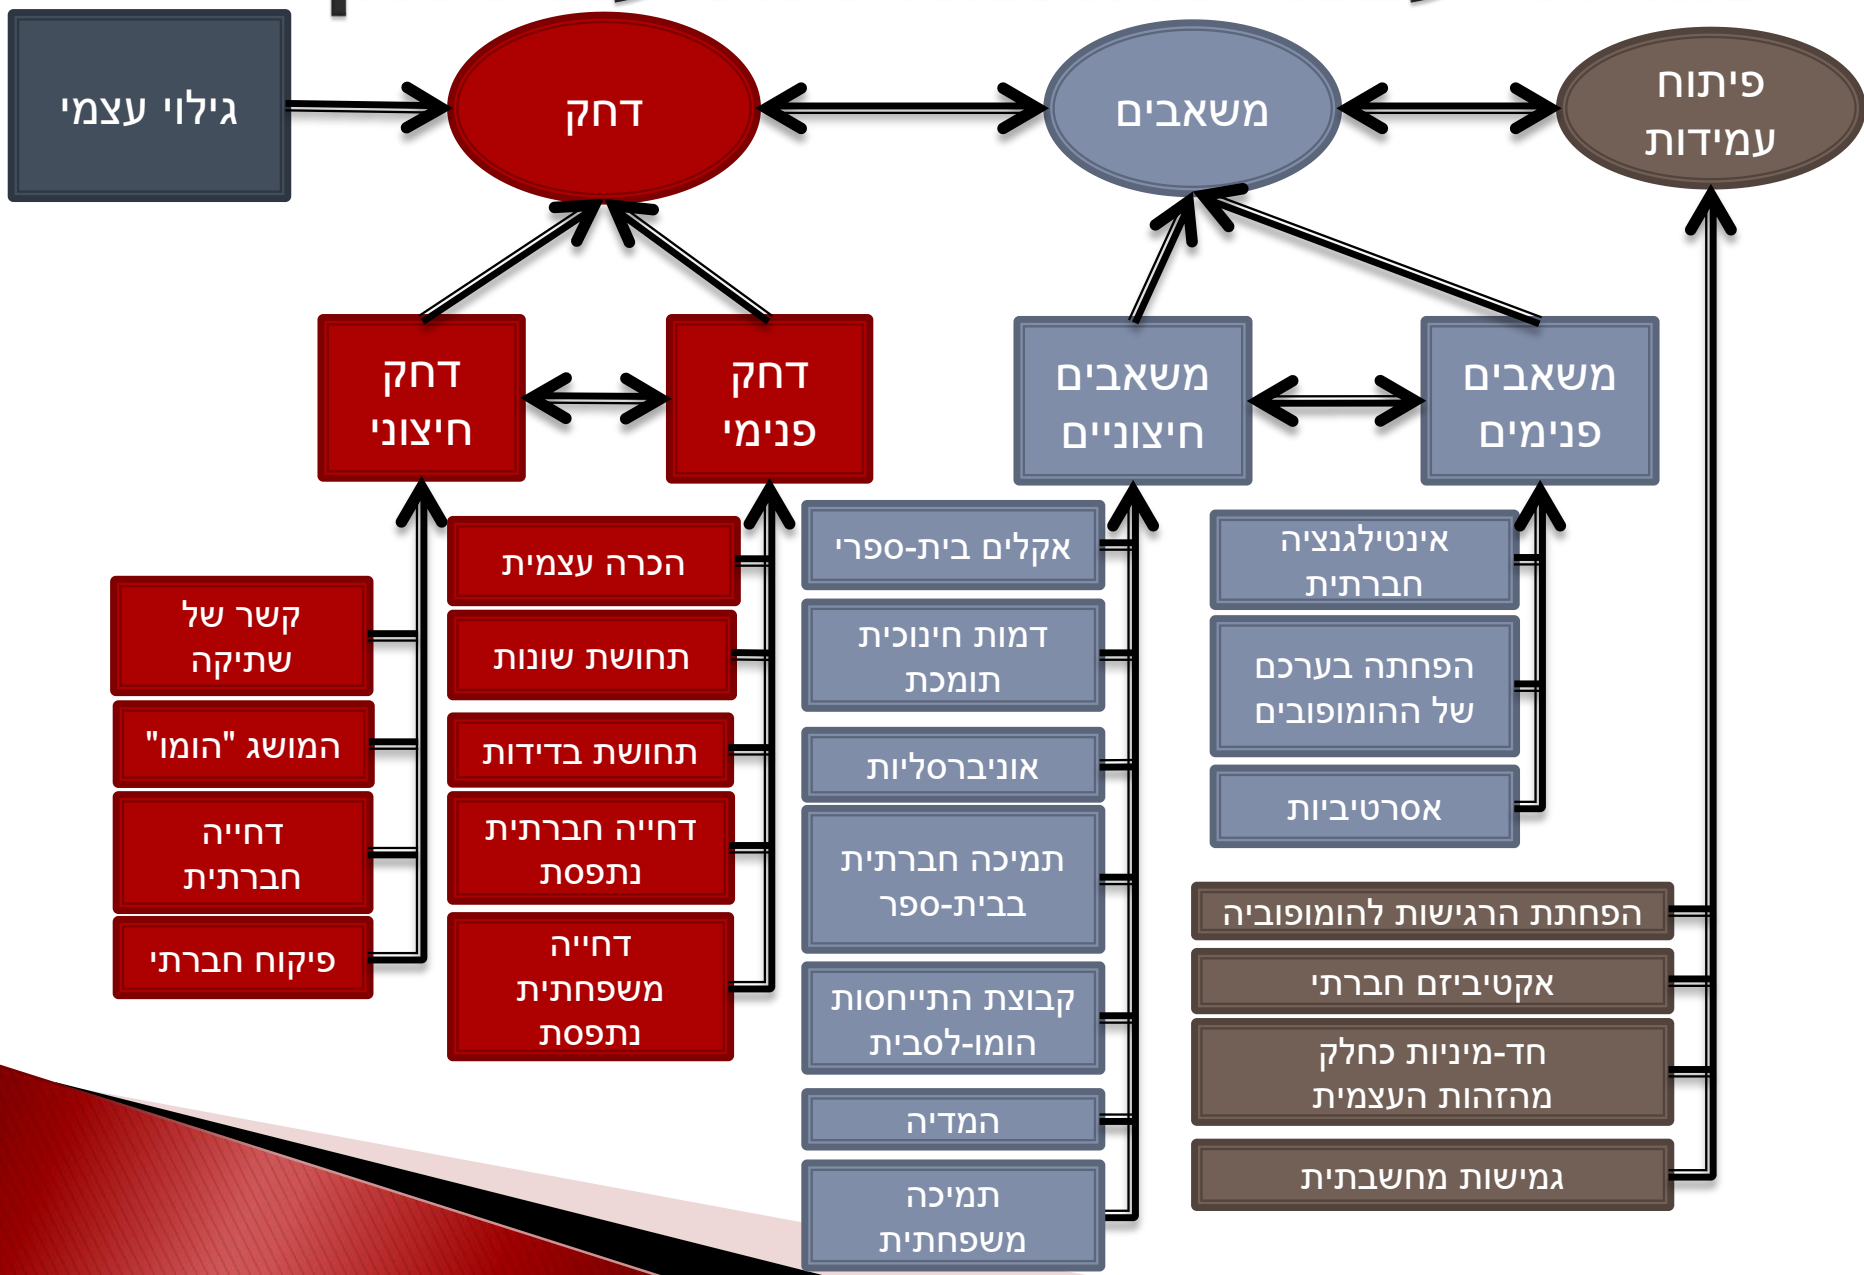 גילוי עצמי
דחק
משאבים
פיתוח
עמידות
דחק
חיצוני
דחק
פנימי
משאבים
חיצוניים
משאבים
פנימים
קשר של
שתיקה
המושג "הומו"
דחייה
חברתית
פיקוח חברתי
הכרה עצמית
תחושת שונות
תחושת בדידות
דחייה חברתית
נתפסת
דחייה
משפחתית
נתפסת
אקלים בית-ספרי
דמות חינוכית
תומכת
אוניברסליות
תמיכה חברתית
בבית-ספר
קבוצת התייחסות
הומו-לסבית
המדיה
תמיכה
משפחתית
אינטילגנציה
חברתית
הפחתה בערכם
של ההומופובים
אסרטיביות
הפחתת הרגישות להומופוביה
אקטיביזם חברתי
חד-מיניות כחלק
מהזהות העצמית
גמישות מחשבתית